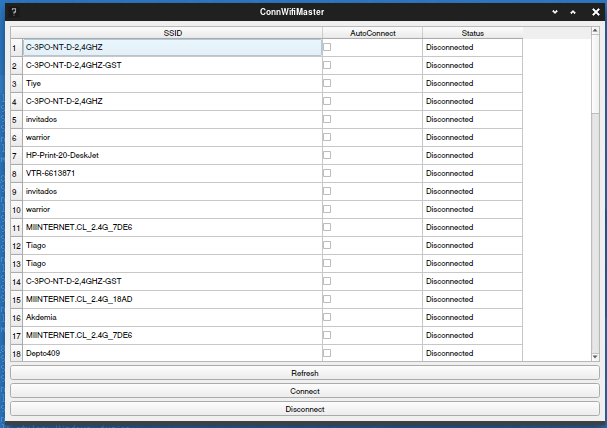 ? ConnWifiMaster
SSID AutoConnect Status
1 C-3PO-NT-D-2,4GHZ Disconnected
2 C-3PO-NT-D-2,4GHZ-GST Disconnected
3 Tiye Disconnected
4 C-3PO-NT-D-2,4GHZ Disconnected
5 invitados Disconnected
6 warrior Disconnected
7 HP-Print-20-DeskJet Disconnected
8 VTR-6613871 Disconnected
9 invitados Disconnected
10 warrior Disconnected
11 MIINTERNET.CL_2.4G_7DE6 Disconnected
12 Tiago Disconnected
13 Tiago Disconnected
14 C-3PO-NT-D-2,4GHZ-GST Disconnected
15 MIINTERNET.CL_2.4G_18AD Disconnected
16 Akdemia Disconnected
17 MIINTERNET.CL_2.4G_7DE6 Disconnected
18 Depto409 Disconnected
Refresh
Connect
Disconnect